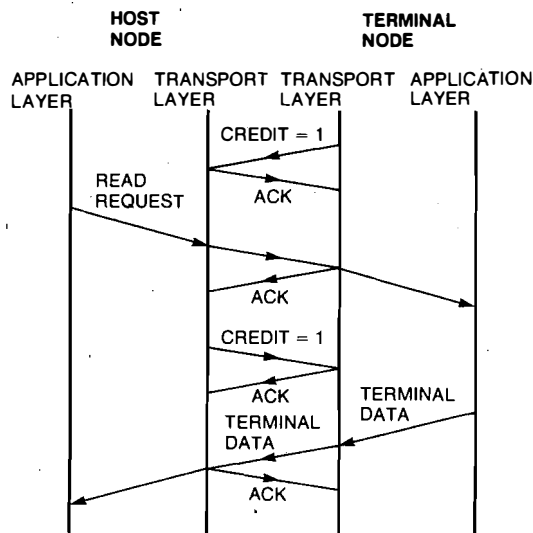 HOST NODE
TERMINAL NODE
APPLICATION LAYER
TRANSPORT LAYER
TRANSPORT LAYER
APPLICATION LAYER
CREDIT = 1
ACK
READ REQUEST
ACK
CREDIT = 1
ACK
TERMINAL DATA
TERMINAL DATA
ACK